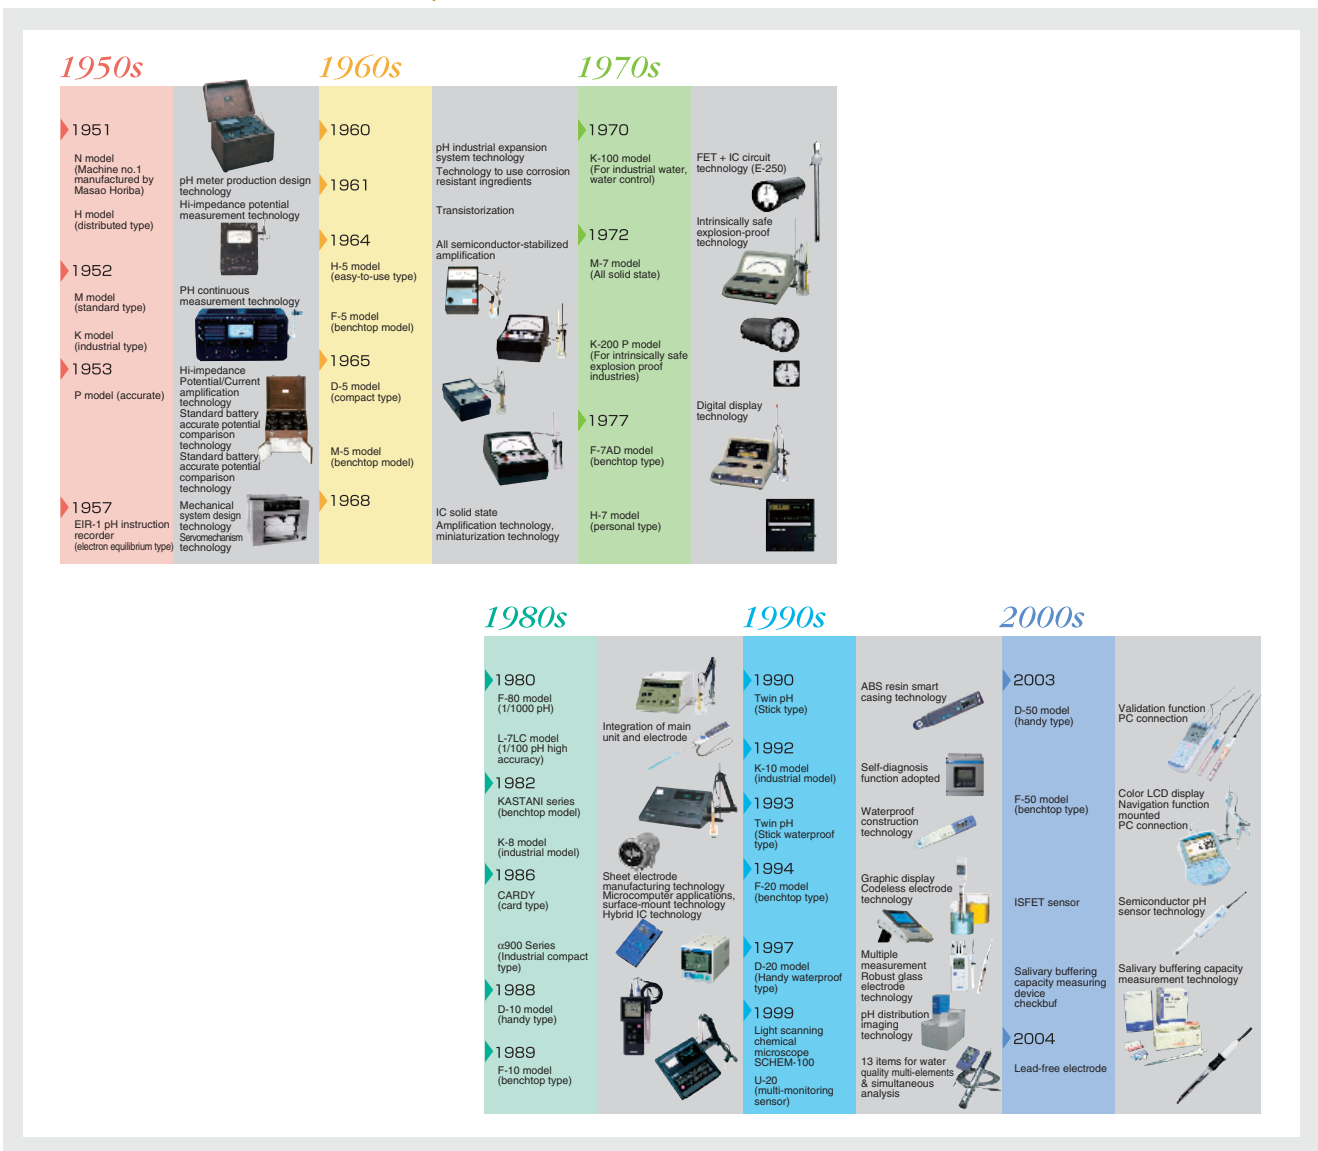 1950s
1951
N model
(Machine no.1
manufactured by
Masao Horiba)
H model
(distributed type)
1952
M model
(standard type)
K model
(industrial type)
1953
P model (accurate)
1957
EIR-1 pH instruction
recorder
(electron equilibrium type)
pH meter production design
technology
Hi-impedance potential
measurement technology
PH continuous
measurement technology
Hi-impedance
Potential/Current
amplification
technology
Standard battery
accurate potential
comparison
technology
Standard battery
accurate potential
comparison
technology
Mechanical
system design
technology
Servomechanism
technology
1960s
1960
1961
1964
H-5 model
(easy-to-use type)
F-5 model
(benchtop model)
1965
D-5 model
(compact type)
M-5 model
(benchtop model)
1968
pH industrial expansion
system technology
Technology to use corrosion
resistant ingredients
Transistorization
All semiconductor-stabilized
amplification
IC solid state
Amplification technology,
miniaturization technology
1970s
1970
K-100 model
(For industrial water,
water control)
1972
M-7 model
(All solid state)
K-200 P model
(For intrinsically safe
explosion proof
industries)
1977
F-7AD model
(benchtop type)
H-7 model
(personal type)
FET + IC circuit
technology (E-250)
Intrinsically safe
explosion-proof
technology
Digital display
technology
1980s
1980
F-80 model
(1/1000 pH)
L-7LC model
(1/100 pH high
accuracy)
1982
KASTANI series
(benchtop model)
K-8 model
(industrial model)
1986
CARDY
(card type)
α900 Series
(Industrial compact
type)
1988
D-10 model
(handy type)
1989
F-10 model
(benchtop type)
Integration of main
unit and electrode
Sheet electrode
manufacturing technology
Microcomputer applications,
surface-mount technology
Hybrid IC technology
1990s
1990
Twin pH
(Stick type)
1992
K-10 model
(industrial model)
1993
Twin pH
(Stick waterproof
type)
1994
F-20 model
(benchtop type)
1997
D-20 model
(Handy waterproof
type)
1999
Light scanning
chemical
microscope
SCHEM-100
U-20
(multi-monitoring
sensor)
ABS resin smart
casing technology
Self-diagnosis
function adopted
Waterproof
construction
technology
Graphic display
Codeless electrode
technology
Multiple
measurement
Robust glass
electrode
technology
pH distribution
imaging
technology
13 items for water
quality multi-elements
& simultaneous
analysis
2000s
2003
D-50 model
(handy type)
F-50 model
(benchtop type)
ISFET sensor
Salivary buffering
capacity measuring
device
checkbuf
2004
Lead-free electrode
Validation function
PC connection
Color LCD display
Navigation function
mounted
PC connection
Semiconductor pH
sensor technology
Salivary buffering capacity
measurement technology